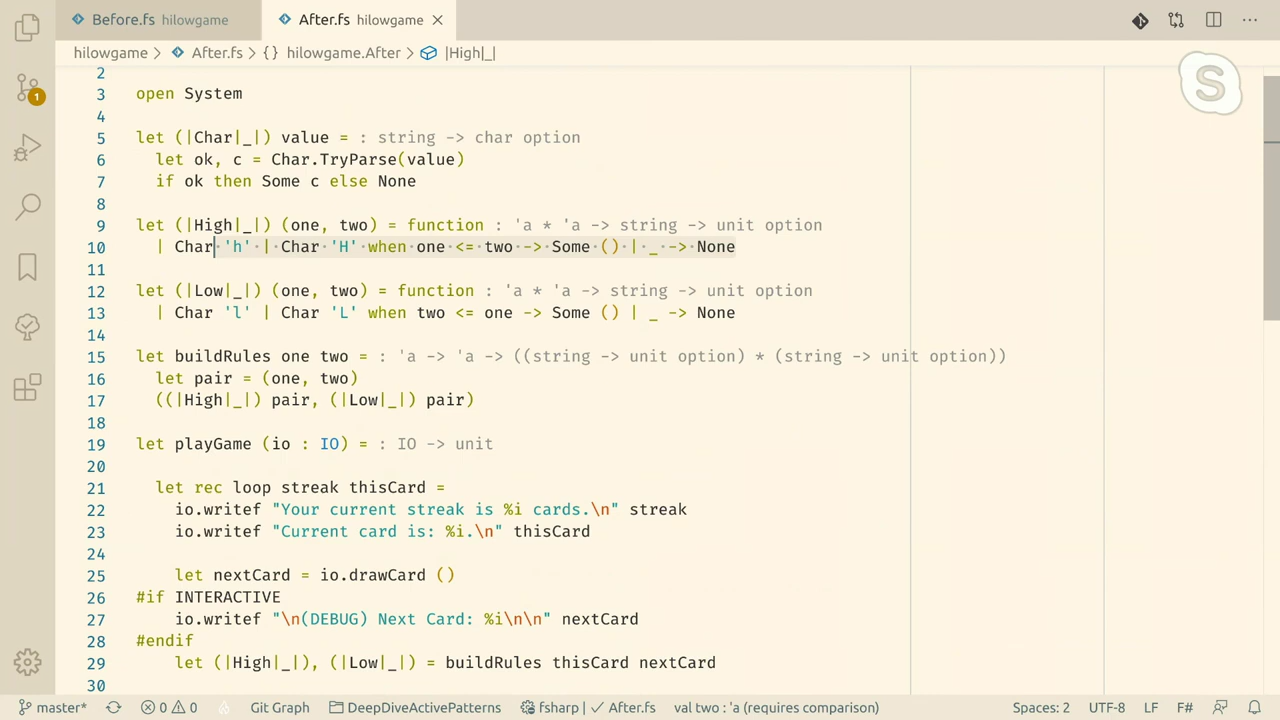 Before.fs hilowgame After.fs hilowgame
hilowgame > After.fs > {} hilowgame.After > |High|_|
S
2
3 open System
4
5 let (|Char|_|) value = : string -> char option
6 let ok, c = Char.TryParse(value)
7 if ok then Some c else None
8
9 let (|High|_|) (one, two) = function : 'a * 'a -> string -> unit option
10 | Char 'h' | Char 'H' when one <= two -> Some () | _ -> None
11
12 let (|Low|_|) (one, two) = function : 'a * 'a -> string -> unit option
13 | Char 'l' | Char 'L' when two <= one -> Some () | _ -> None
14
15 let buildRules one two = : 'a -> 'a -> ((string -> unit option) * (string -> unit option))
16 let pair = (one, two)
17 ((|High|_|) pair, (|Low|_|) pair)
18
19 let playGame (io : IO) = : IO -> unit
20
21 let rec loop streak thisCard =
22 io.writef "Your current streak is %i cards.\n" streak
23 io.writef "Current card is: %i.\n" thisCard
24
25 let nextCard = io.drawCard ()
26 #if INTERACTIVE
27 io.writef "\n(DEBUG) Next Card: %i\n\n" nextCard
28 #endif
29 let (|High|_|), (|Low|_|) = buildRules thisCard nextCard
30
1
master* 0 0 Git Graph DeepDiveActivePatterns fsharp | ✓ After.fs val two : 'a (requires comparison) Spaces: 2 UTF-8 LF F#